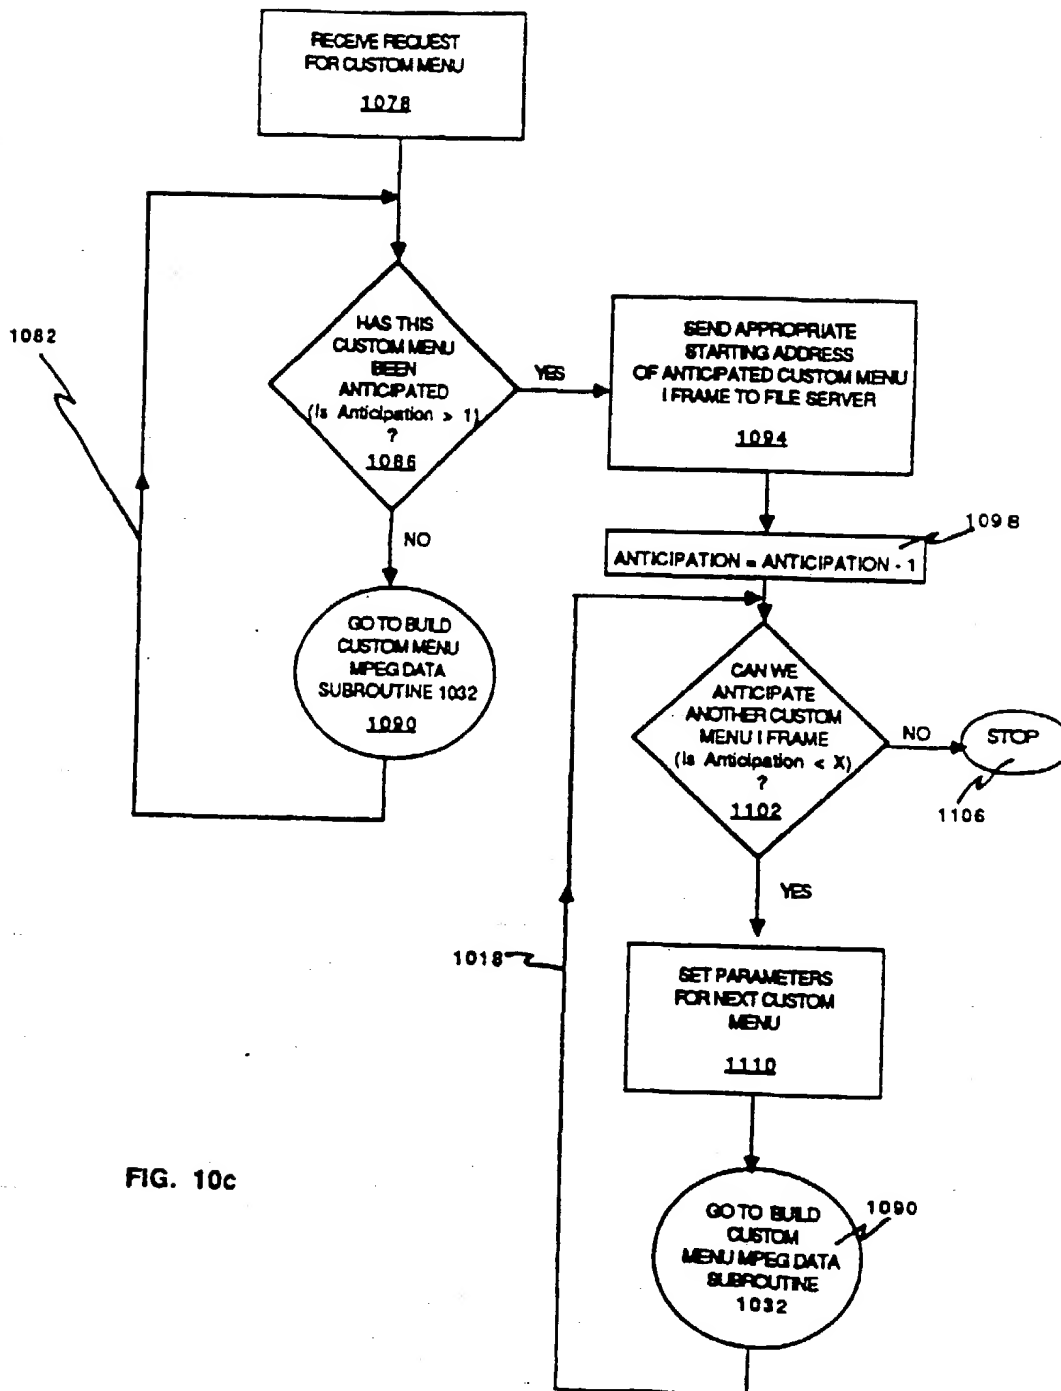 RECEIVE REQUEST
FOR CUSTOM MENU
1078
1082
HAS THIS
CUSTOM MENU
BEEN
ANTICIPATED
(Is Anticipation > 1)
?
1086
YES
SEND APPROPRIATE
STARTING ADDRESS
OF ANTICIPATED CUSTOM MENU
I FRAME TO FILE SERVER
1094
NO
1098
ANTICIPATION = ANTICIPATION - 1
GO TO BUILD
CUSTOM MENU
MPEG DATA
SUBROUTINE 1032
1090
CAN WE
ANTICIPATE
ANOTHER CUSTOM
MENU I FRAME
(Is Anticipation < X)
?
1102
NO
STOP
1106
YES
1018
SET PARAMETERS
FOR NEXT CUSTOM
MENU
1110
FIG. 10c
GO TO BUILD
CUSTOM
MENU MPEG DATA
SUBROUTINE
1032
1090